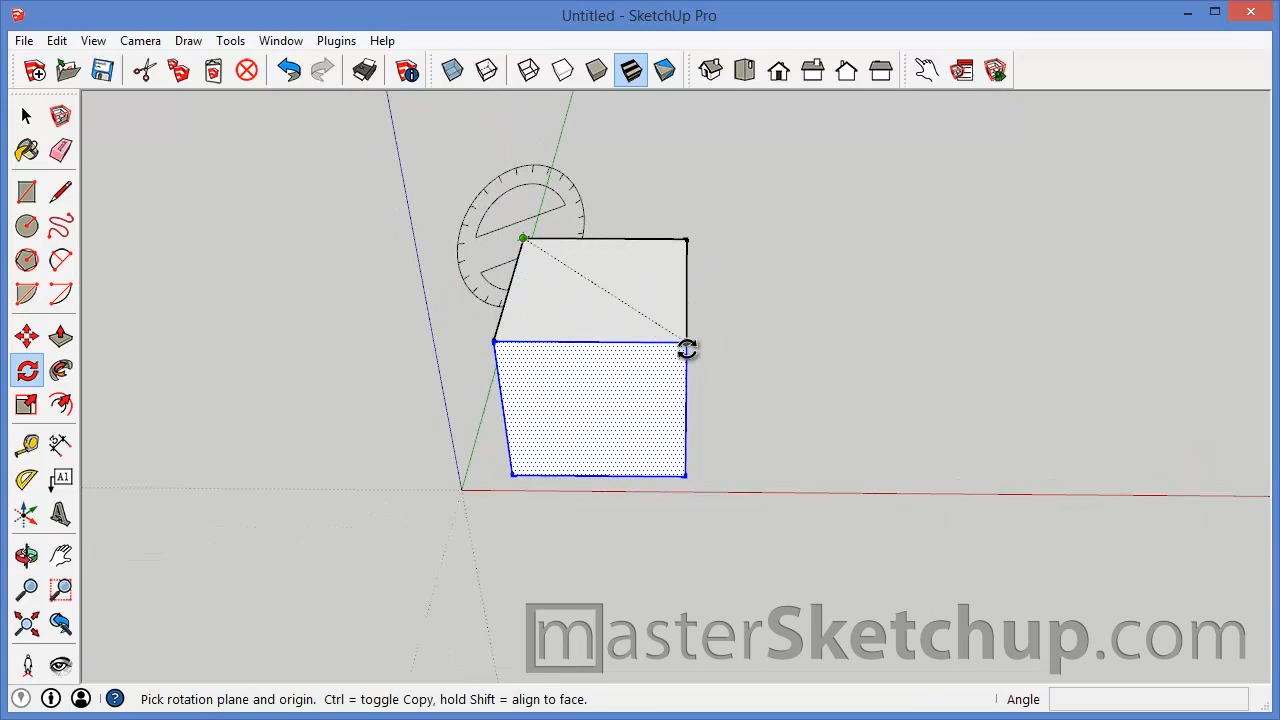 Untitled - SketchUp Pro
File Edit View Camera Draw Tools Window Plugins Help
A1
masterSketchup.com
Pick rotation plane and origin. Ctrl = toggle Copy, hold Shift = align to face.
Angle